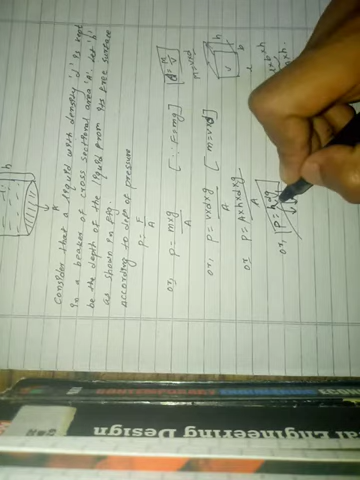 h
A
Consider that a liquid with density 'd' is kept
in a beaker of cross sectional area 'A'. Let 'h'
be the depth of the liquid from its free surface
as shown in fig.
According to def^n of pressure
P = F/A
or, P = m×g/A [∵ F=mg]
d = m/v
m = v×d
or, P = v×d×g/A [∵ m=v×d]
v
b
h
l
or P = A×h×d×g/A
l×b×h
A×h.
or, P = hdg
al Engineering Design